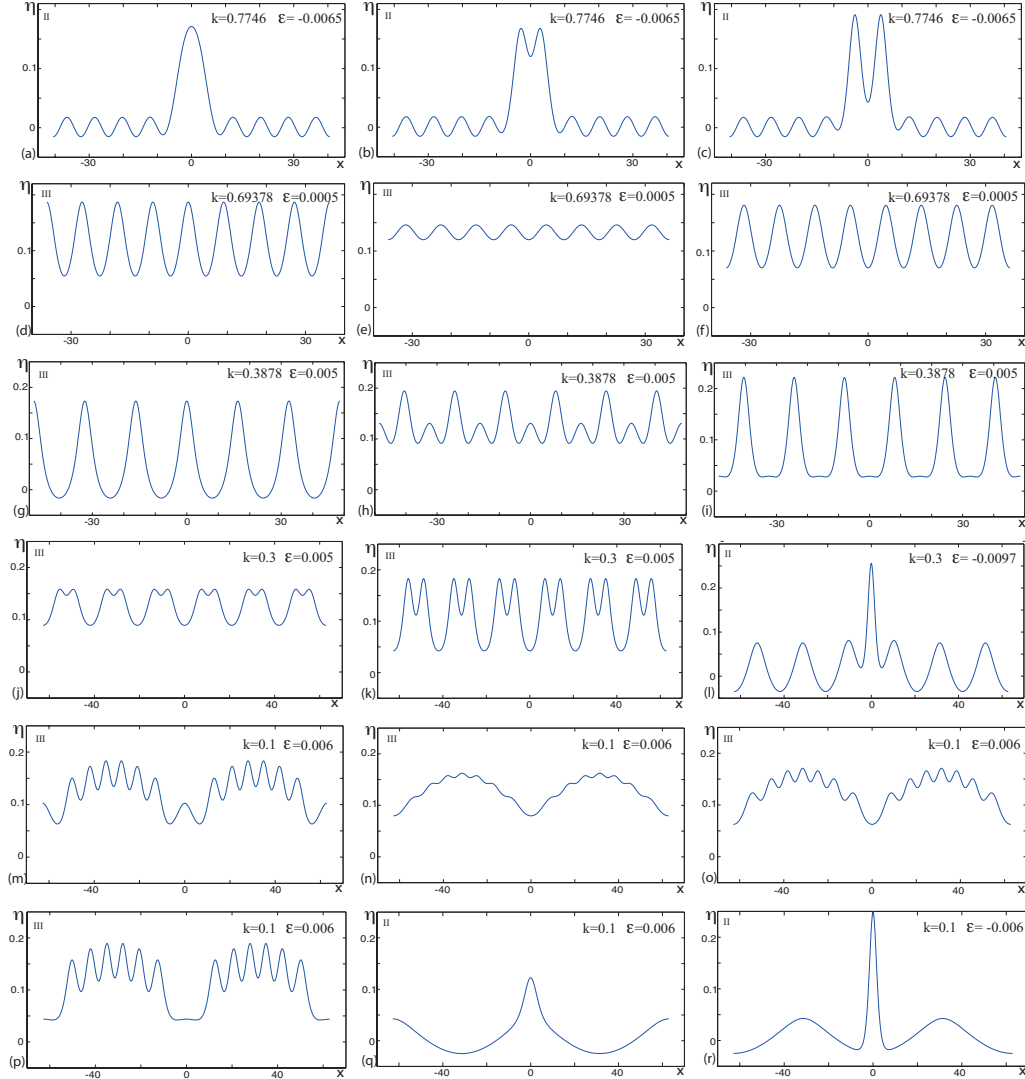 η II k=0.7746 Ɛ= -0.0065
0.1
0
(a) -30 0 30 x
η II k=0.7746 Ɛ= -0.0065
0.1
0
(b) -30 0 30 x
η II k=0.7746 Ɛ= -0.0065
0.1
0
(c) -30 0 30 x
η III k=0.69378 Ɛ=0.0005
0.1
0
(d) -30 0 30 x
η III k=0.69378 Ɛ=0.0005
0.1
0
(e) -30 0 30 x
η III k=0.69378 Ɛ=0.0005
0.1
0
(f) -30 0 30 x
η III k=0.3878 Ɛ=0.005
0.2
0.1
0
(g) -30 0 30 x
η III k=0.3878 Ɛ=0.005
0.2
0.1
0
(h) -30 0 30 x
η III k=0.3878 Ɛ=0.005
0.2
0.1
0
(i) -30 0 30 x
η III k=0.3 Ɛ=0.005
0.2
0.1
0
(j) -40 0 40 x
η III k=0.3 Ɛ=0.005
0.2
0.1
0
(k) -40 0 40 x
η II k=0.3 Ɛ= -0.0097
0.2
0.1
0
(l) -40 0 40 x
η III k=0.1 Ɛ=0.006
0.2
0.1
0
(m) -40 0 40 x
η III k=0.1 Ɛ=0.006
0.2
0.1
0
(n) -40 0 40 x
η III k=0.1 Ɛ=0.006
0.2
0.1
0
(o) -40 0 40 x
η III k=0.1 Ɛ=0.006
0.2
0.1
0
(p) -40 0 40 x
η II k=0.1 Ɛ=0.006
0.2
0.1
0
(q) -40 0 40 x
η II k=0.1 Ɛ= -0.006
0.2
0.1
0
(r) -40 0 40 x